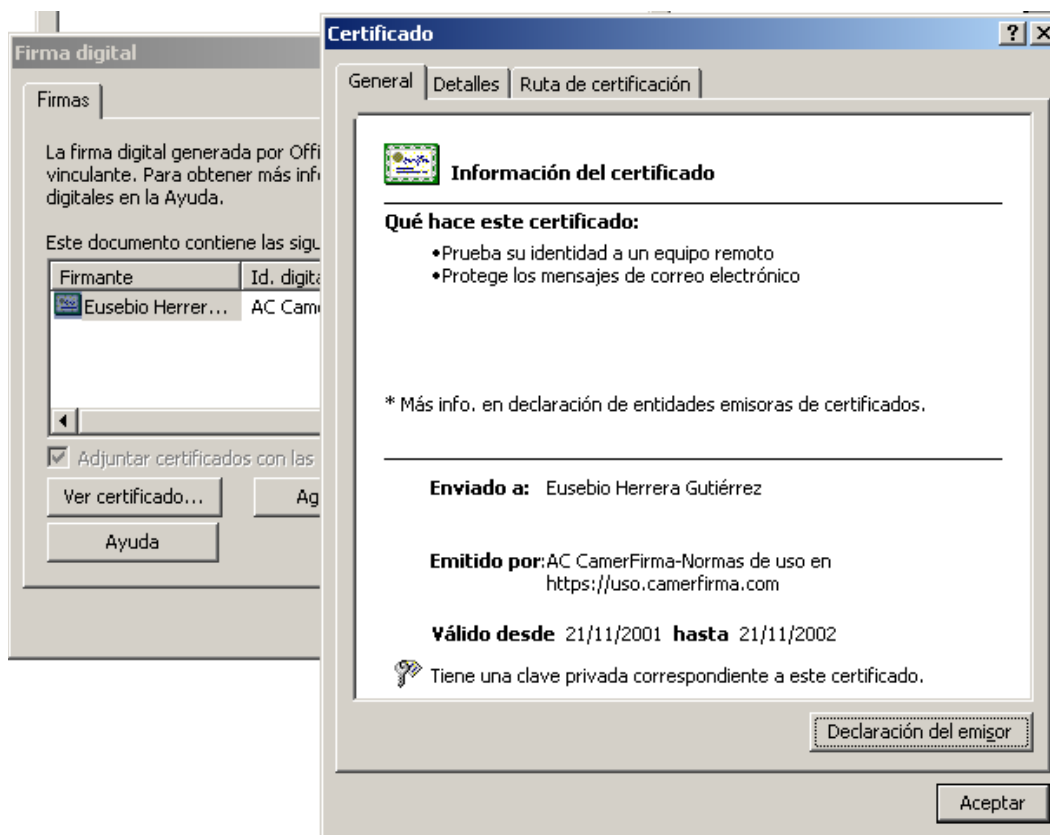 Firma digital
Firmas
La firma digital generada por Offi
vinculante. Para obtener más info
digitales en la Ayuda.
Este documento contiene las sigu
Firmante Id. digita
Eusebio Herrer... AC Cam
Adjuntar certificados con las
Ver certificado... Ag
Ayuda
Certificado
General Detalles Ruta de certificación
Información del certificado
Qué hace este certificado:
•Prueba su identidad a un equipo remoto
•Protege los mensajes de correo electrónico
* Más info. en declaración de entidades emisoras de certificados.
Enviado a: Eusebio Herrera Gutiérrez
Emitido por:AC CamerFirma-Normas de uso en
https://uso.camerfirma.com
Válido desde 21/11/2001 hasta 21/11/2002
Tiene una clave privada correspondiente a este certificado.
Declaración del emisor
Aceptar